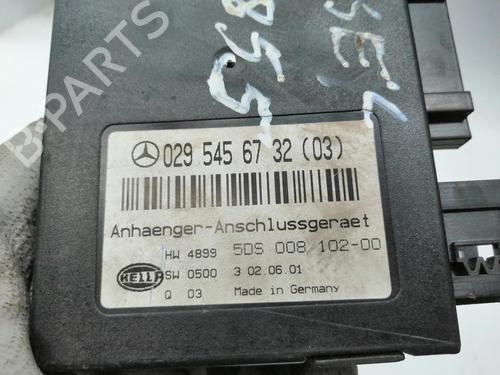 029 545 67 32 (03)
Anhaenger-Anschlussgeraet
HW 4899 5DS 008 102-00
HELLA SW 0500 3 02.06.01
Q 03 Made in Germany
B-PARTS